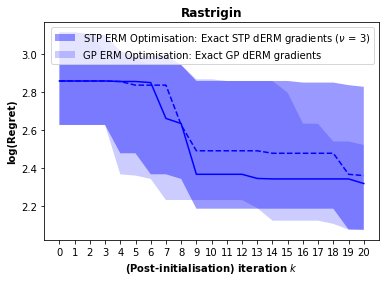 Rastrigin
STP ERM Optimisation: Exact STP dERM gradients (ν = 3)
GP ERM Optimisation: Exact GP dERM gradients
log(Regret)
3.0
2.8
2.6
2.4
2.2
0 1 2 3 4 5 6 7 8 9 10 11 12 13 14 15 16 17 18 19 20
(Post-initialisation) iteration k